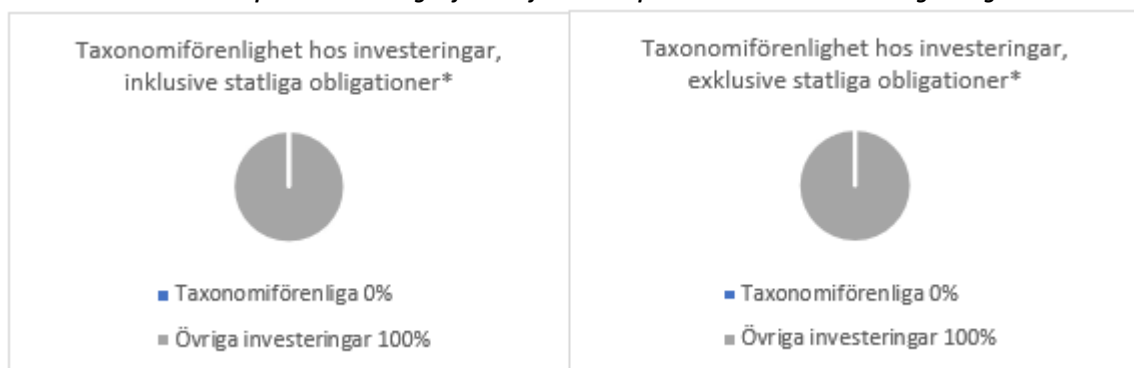 Taxonomiförenlighet hos investeringar,
inklusive statliga obligationer*
Taxonomiförenliga 0%
Övriga investeringar 100%
Taxonomiförenlighet hos investeringar,
exklusive statliga obligationer*
Taxonomiförenliga 0%
Övriga investeringar 100%